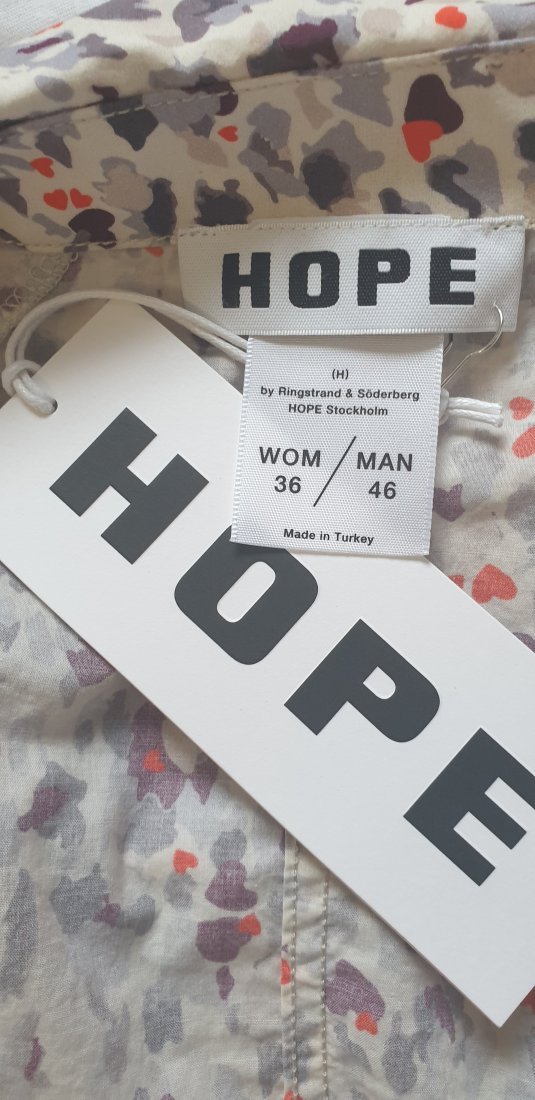 HOPE
(H)
by Ringstrand & Söderberg
HOPE Stockholm
WOM / MAN
36 46
Made in Turkey
HOPE